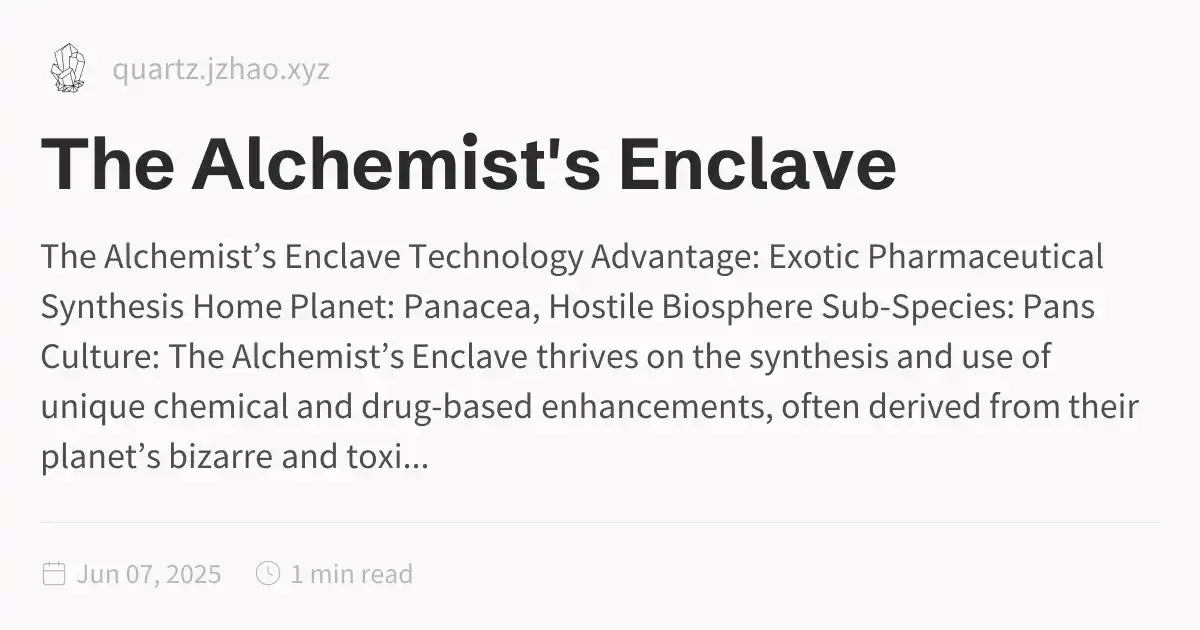 quartz.jzhao.xyz
The Alchemist's Enclave
The Alchemist’s Enclave Technology Advantage: Exotic Pharmaceutical
Synthesis Home Planet: Panacea, Hostile Biosphere Sub-Species: Pans
Culture: The Alchemist’s Enclave thrives on the synthesis and use of
unique chemical and drug-based enhancements, often derived from their
planet’s bizarre and toxi...
Jun 07, 2025 1 min read